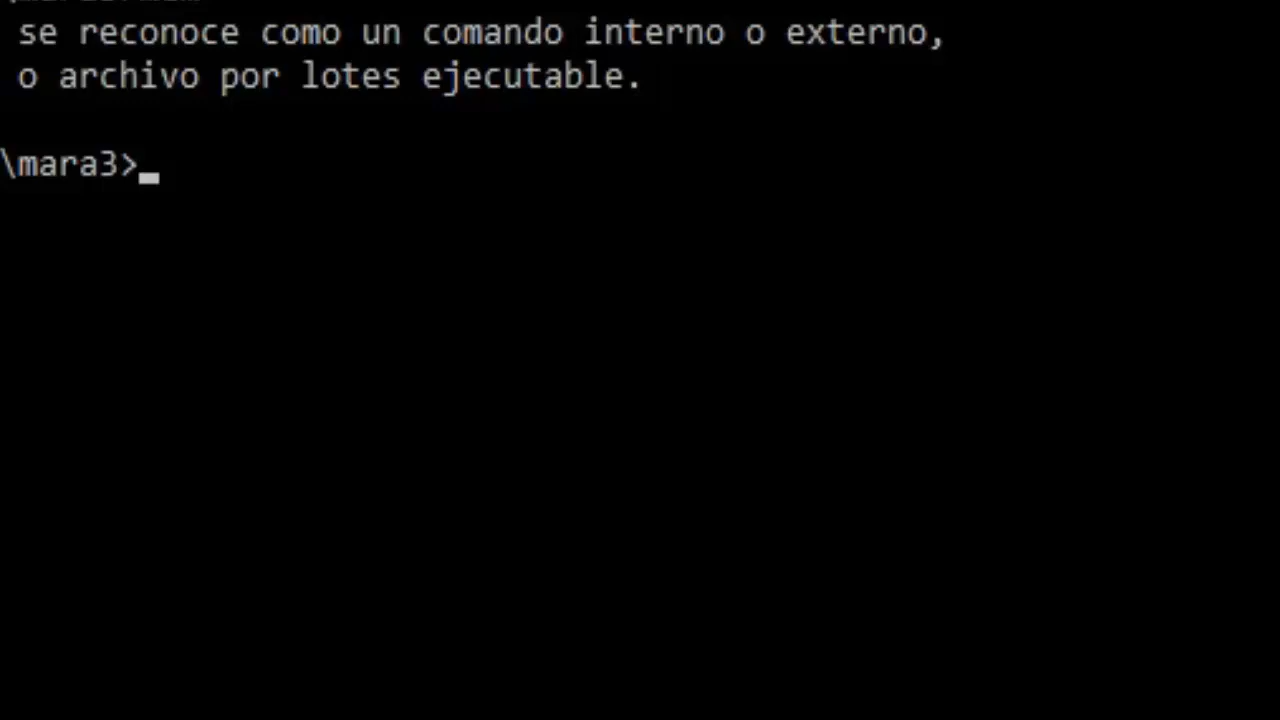 se reconoce como un comando interno o externo,
o archivo por lotes ejecutable.
\mara3>